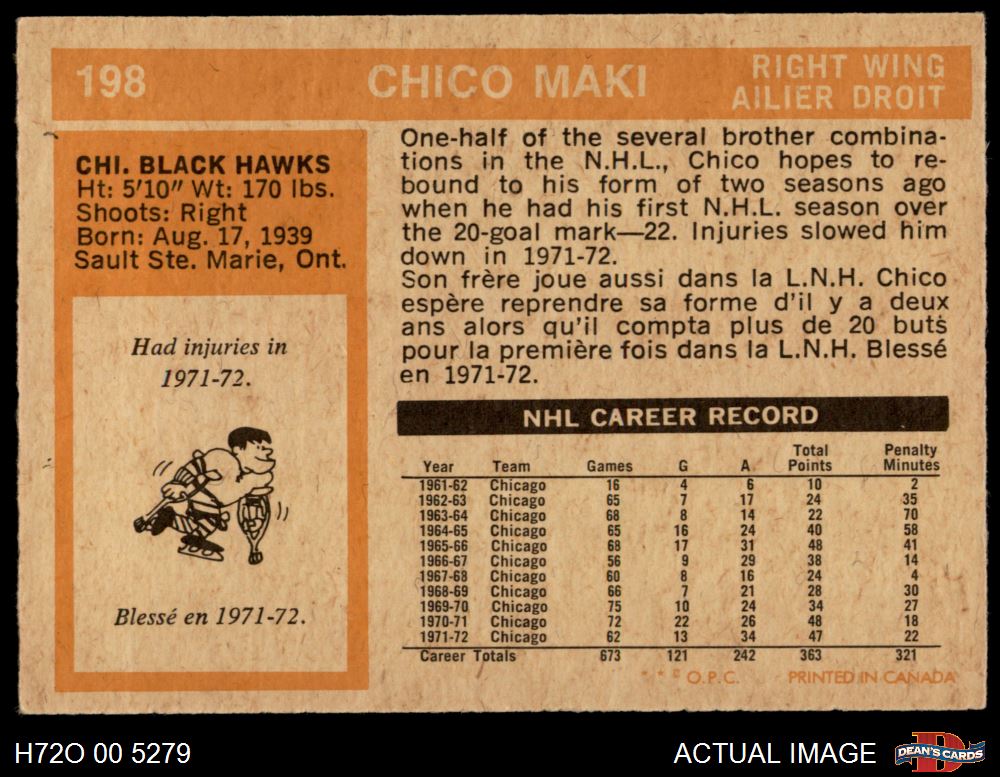 198 CHICO MAKI RIGHT WING
AILIER DROIT
CHI. BLACK HAWKS
Ht: 5'10" Wt: 170 lbs.
Shoots: Right
Born: Aug. 17, 1939
Sault Ste. Marie, Ont.
Had injuries in
1971-72.
Blessé en 1971-72.
One-half of the several brother combina-
tions in the N.H.L., Chico hopes to re-
bound to his form of two seasons ago
when he had his first N.H.L. season over
the 20-goal mark—22. Injuries slowed him
down in 1971-72.
Son frère joue aussi dans la L.N.H. Chico
espère reprendre sa forme d'il y a deux
ans alors qu'il compta plus de 20 buts
pour la première fois dans la L.N.H. Blessé
en 1971-72.
NHL CAREER RECORD
Year Team Games G A Total Points Penalty Minutes
1961-62 Chicago 16 4 6 10 2
1962-63 Chicago 65 7 17 24 35
1963-64 Chicago 68 8 14 22 70
1964-65 Chicago 65 16 24 40 58
1965-66 Chicago 68 17 31 48 41
1966-67 Chicago 56 9 29 38 14
1967-68 Chicago 60 8 16 24 4
1968-69 Chicago 66 7 21 28 30
1969-70 Chicago 75 10 24 34 27
1970-71 Chicago 72 22 26 48 18
1971-72 Chicago 62 13 34 47 22
Career Totals 673 121 242 363 321
* * © O.P.C. PRINTED IN CANADA
H72O 00 5279 ACTUAL IMAGE DEAN'S CARDS